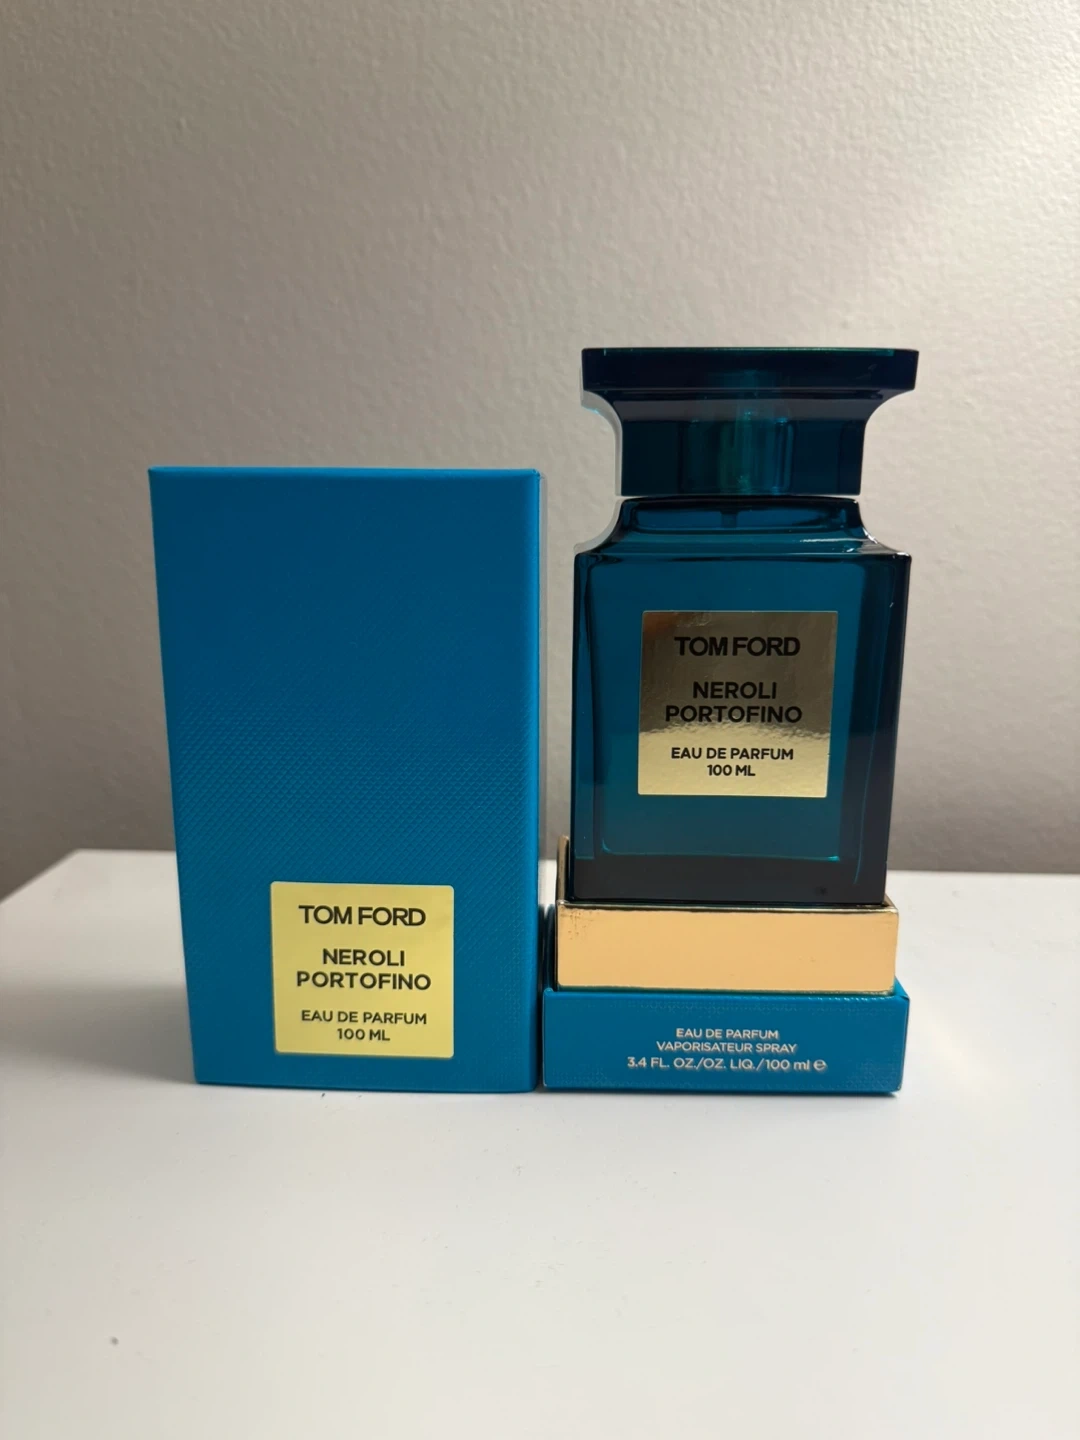 TOM FORD
NEROLI
PORTOFINO
EAU DE PARFUM
100 ML
TOM FORD
NEROLI
PORTOFINO
EAU DE PARFUM
100 ML
EAU DE PARFUM
VAPORISATEUR SPRAY
3.4 FL. OZ./OZ. LIQ./100 ml ℮